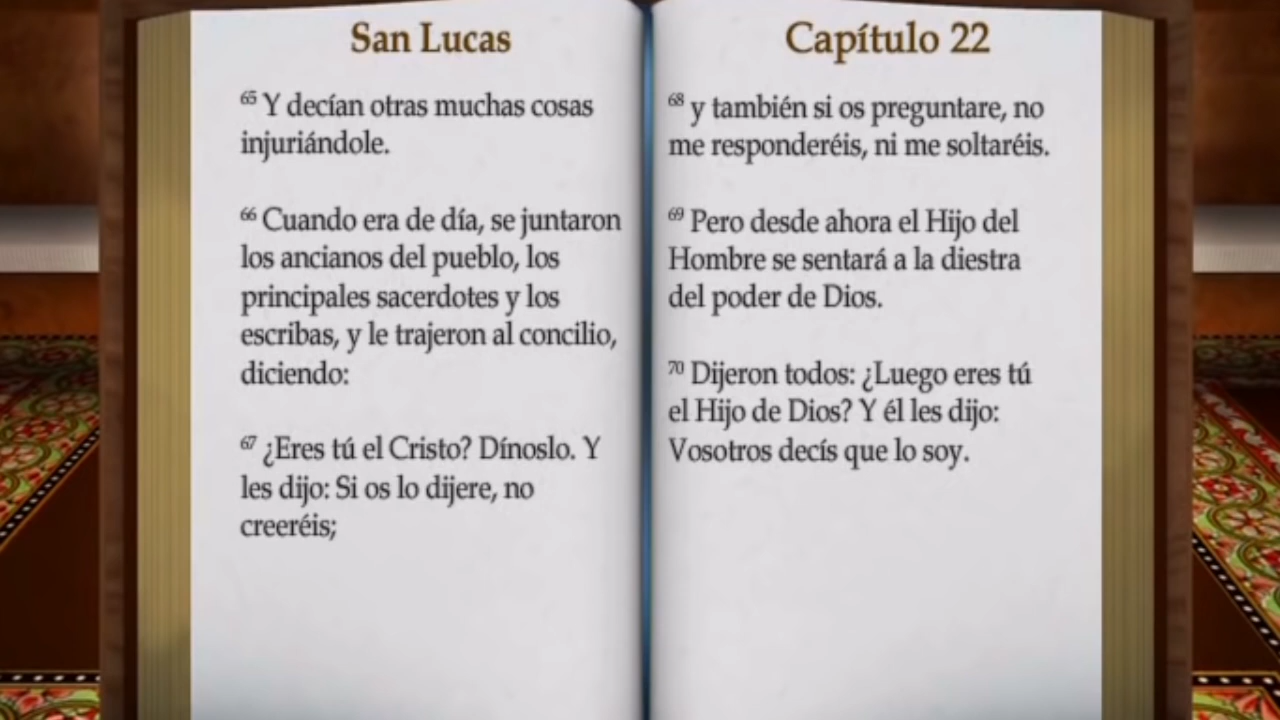 San Lucas
65 Y decían otras muchas cosas
injuriándole.
66 Cuando era de día, se juntaron
los ancianos del pueblo, los
principales sacerdotes y los
escribas, y le trajeron al concilio,
diciendo:
67 ¿Eres tú el Cristo? Dínoslo. Y
les dijo: Si os lo dijere, no
creeréis;
Capítulo 22
68 y también si os preguntare, no
me responderéis, ni me soltaréis.
69 Pero desde ahora el Hijo del
Hombre se sentará a la diestra
del poder de Dios.
70 Dijeron todos: ¿Luego eres tú
el Hijo de Dios? Y él les dijo:
Vosotros decís que lo soy.